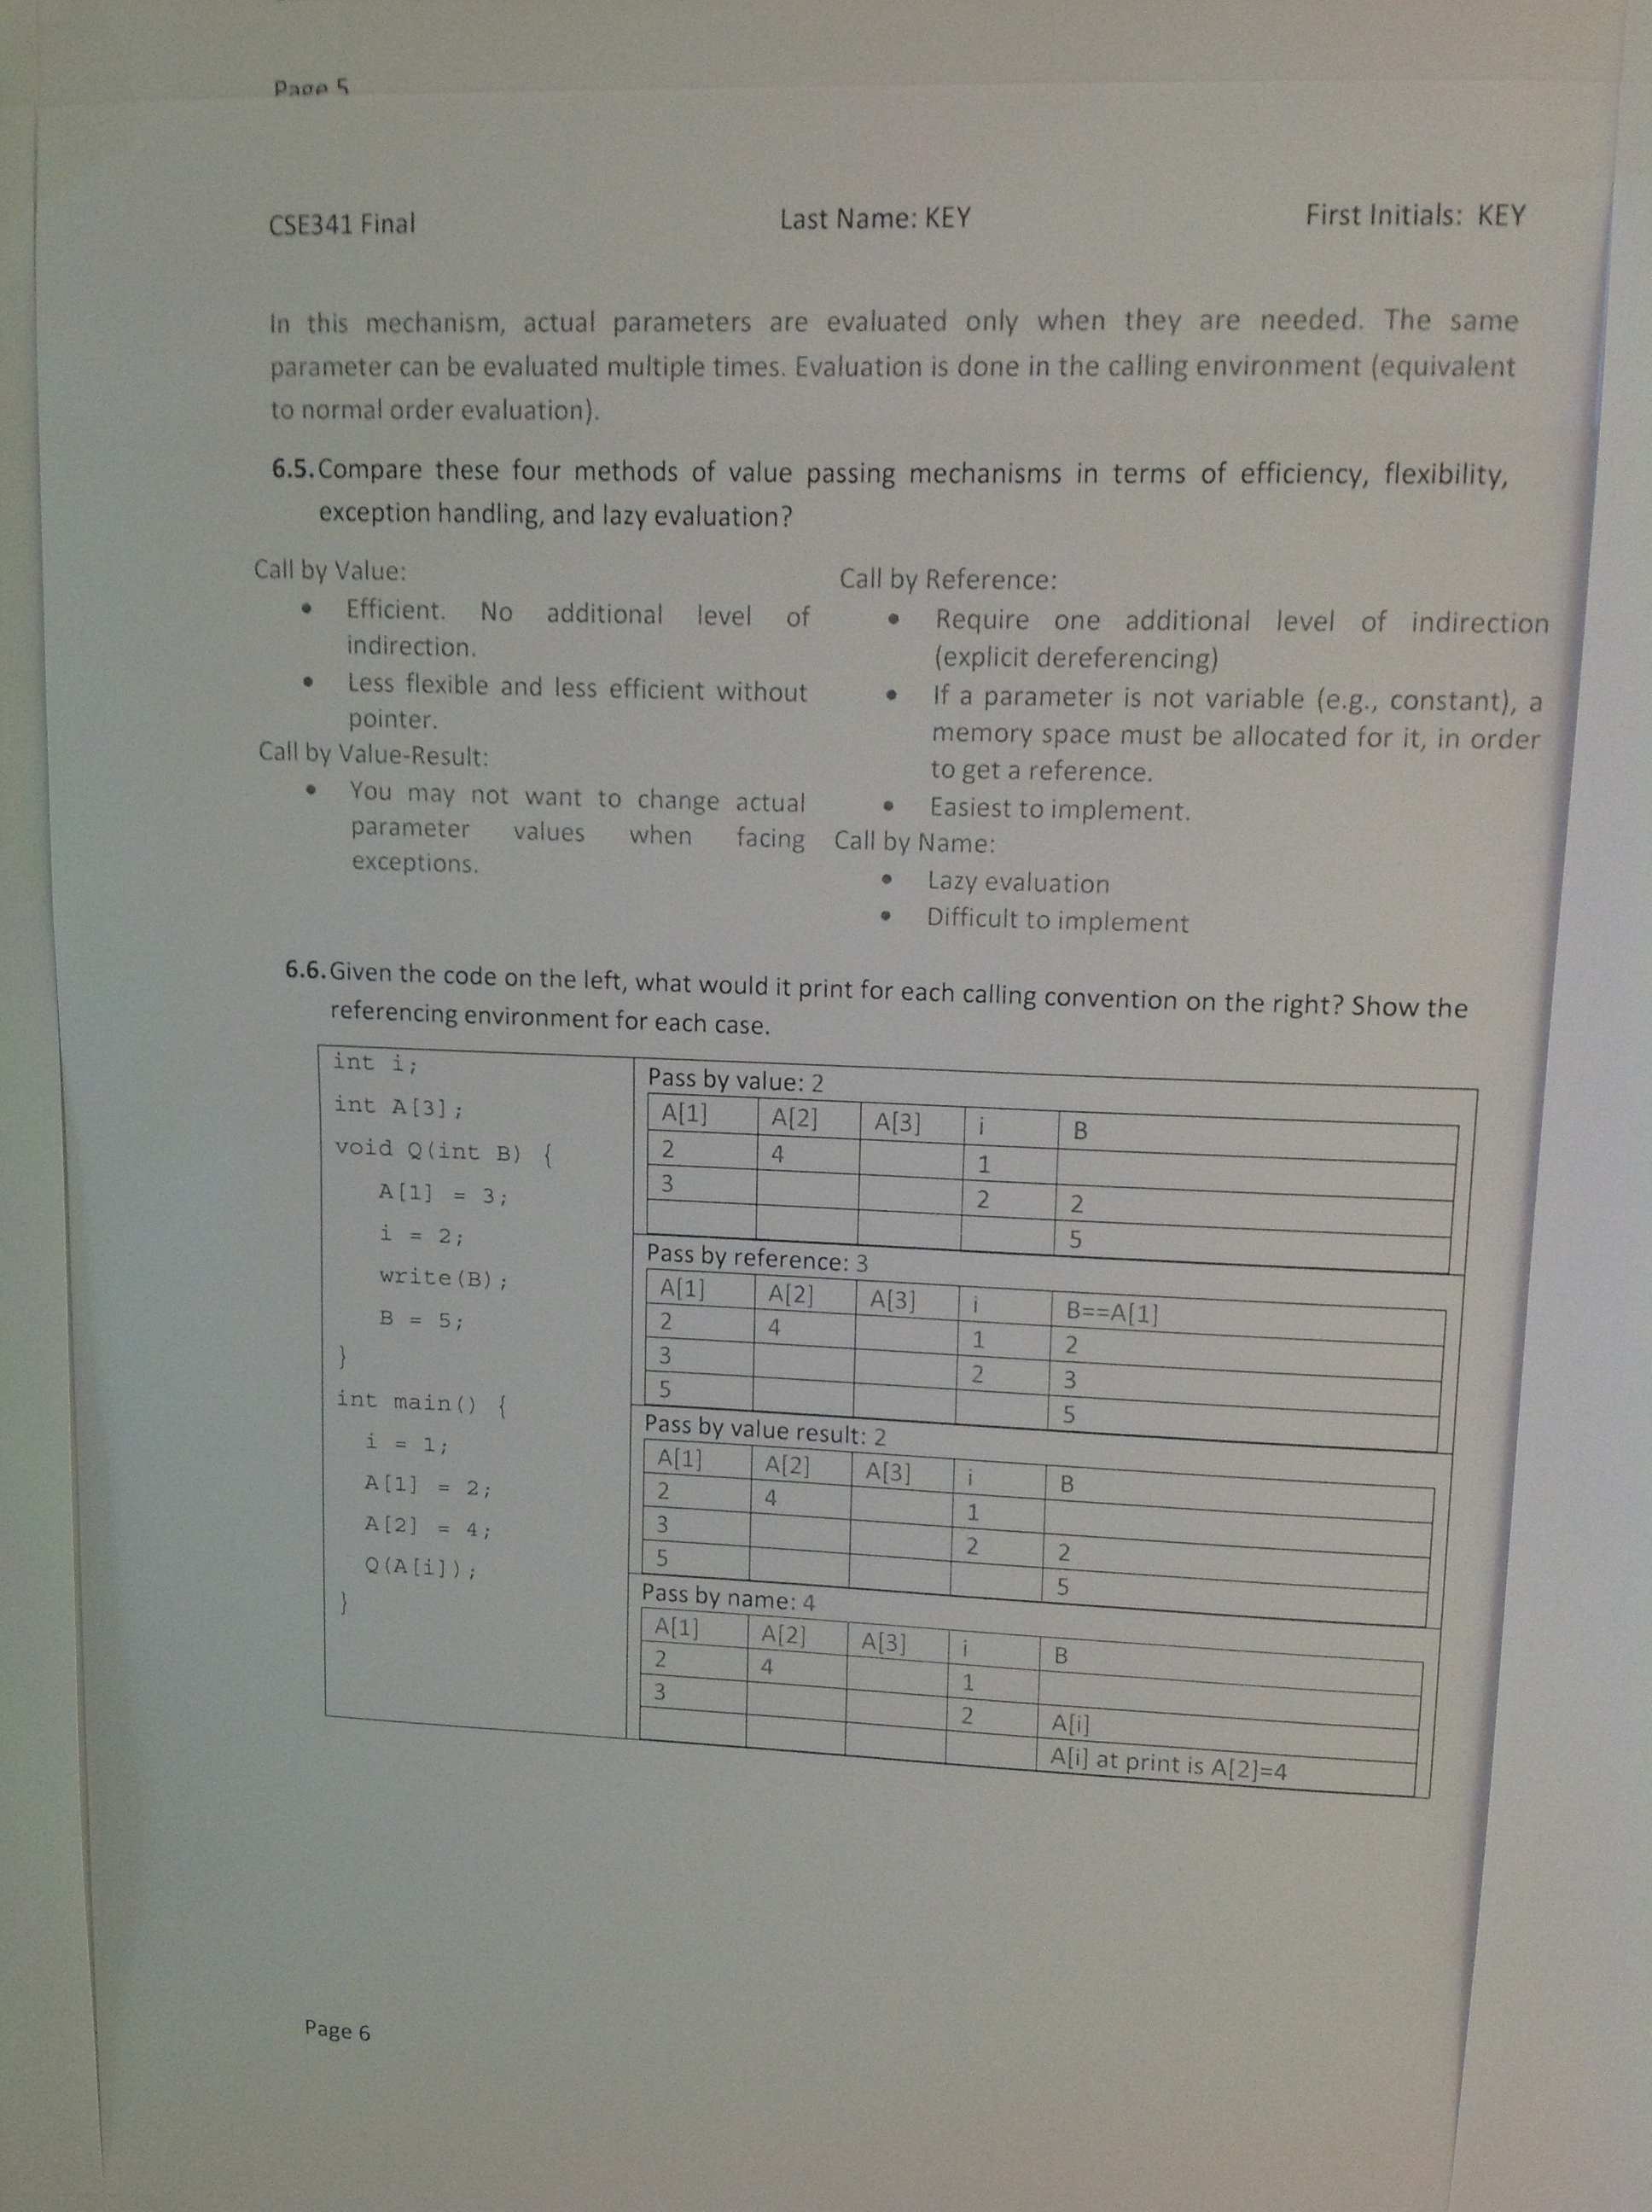 Page 5
CSE341 Final Last Name: KEY First Initials: KEY
In this mechanism, actual parameters are evaluated only when they are needed. The same
parameter can be evaluated multiple times. Evaluation is done in the calling environment (equivalent
to normal order evaluation).
6.5. Compare these four methods of value passing mechanisms in terms of efficiency, flexibility,
exception handling, and lazy evaluation?
Call by Value:
• Efficient. No additional level of
indirection.
• Less flexible and less efficient without
pointer.
Call by Value-Result:
• You may not want to change actual
parameter values when facing
exceptions.
Call by Reference:
• Require one additional level of indirection
(explicit dereferencing)
• If a parameter is not variable (e.g., constant), a
memory space must be allocated for it, in order
to get a reference.
• Easiest to implement.
Call by Name:
• Lazy evaluation
• Difficult to implement
6.6. Given the code on the left, what would it print for each calling convention on the right? Show the
referencing environment for each case.
int i;
int A[3];
void Q(int B) {
A[1] = 3;
i = 2;
write(B);
B = 5;
}
int main() {
i = 1;
A[1] = 2;
A[2] = 4;
Q(A[i]);
}
Pass by value: 2
A[1] A[2] A[3] i B
2 4 1
3 2 2
5
Pass by reference: 3
A[1] A[2] A[3] i B==A[1]
2 4 1 2
3 2 3
5 5
Pass by value result: 2
A[1] A[2] A[3] i B
2 4 1
3 2 2
5 5
Pass by name: 4
A[1] A[2] A[3] i B
2 4 1
3 2 A[i]
A[i] at print is A[2]=4
Page 6